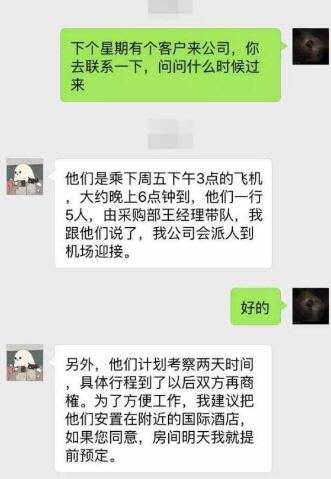 下个星期有个客户来公司，你
去联系一下，问问什么时候过
来
他们是乘下周五下午3点的飞机
，大约晚上6点钟到，他们一行
5人，由采购部王经理带队，我
跟他们说了，我公司会派人到
机场迎接。
好的
另外，他们计划考察两天时间
，具体行程到了以后双方再商
榷。为了方便工作，我建议把
他们安置在附近的国际酒店，
如果您同意，房间明天我就提
前预定。